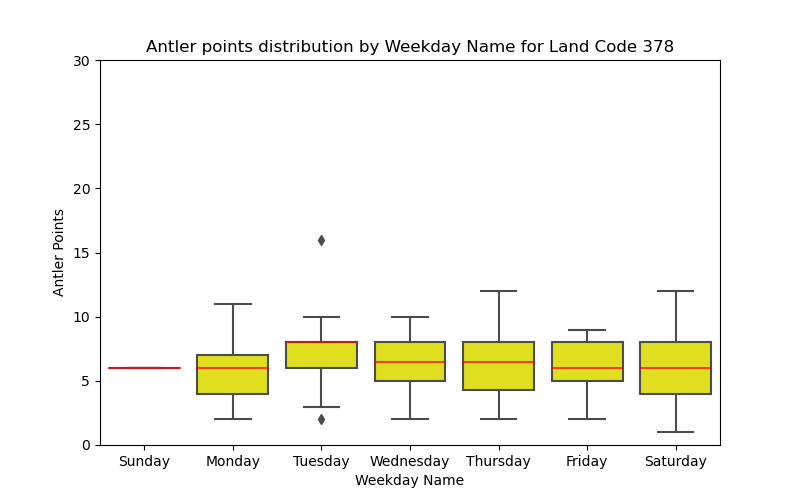 Antler points distribution by Weekday Name for Land Code 378
30
25
20
15
10
5
0
Antler Points
Sunday Monday Tuesday Wednesday Thursday Friday Saturday
Weekday Name